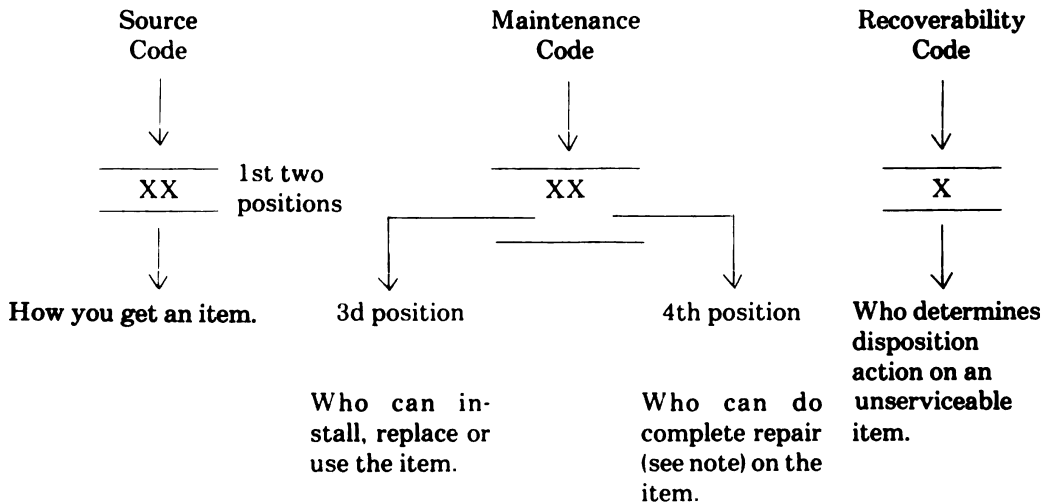 Source
Code
Maintenance
Code
Recoverability
Code
XX
1st two
positions
XX
X
How you get an item.
3d position
4th position
Who determines
disposition
action on an
unserviceable
item.
Who can in-
stall, replace or
use the item.
Who can do
complete repair
(see note) on the
item.